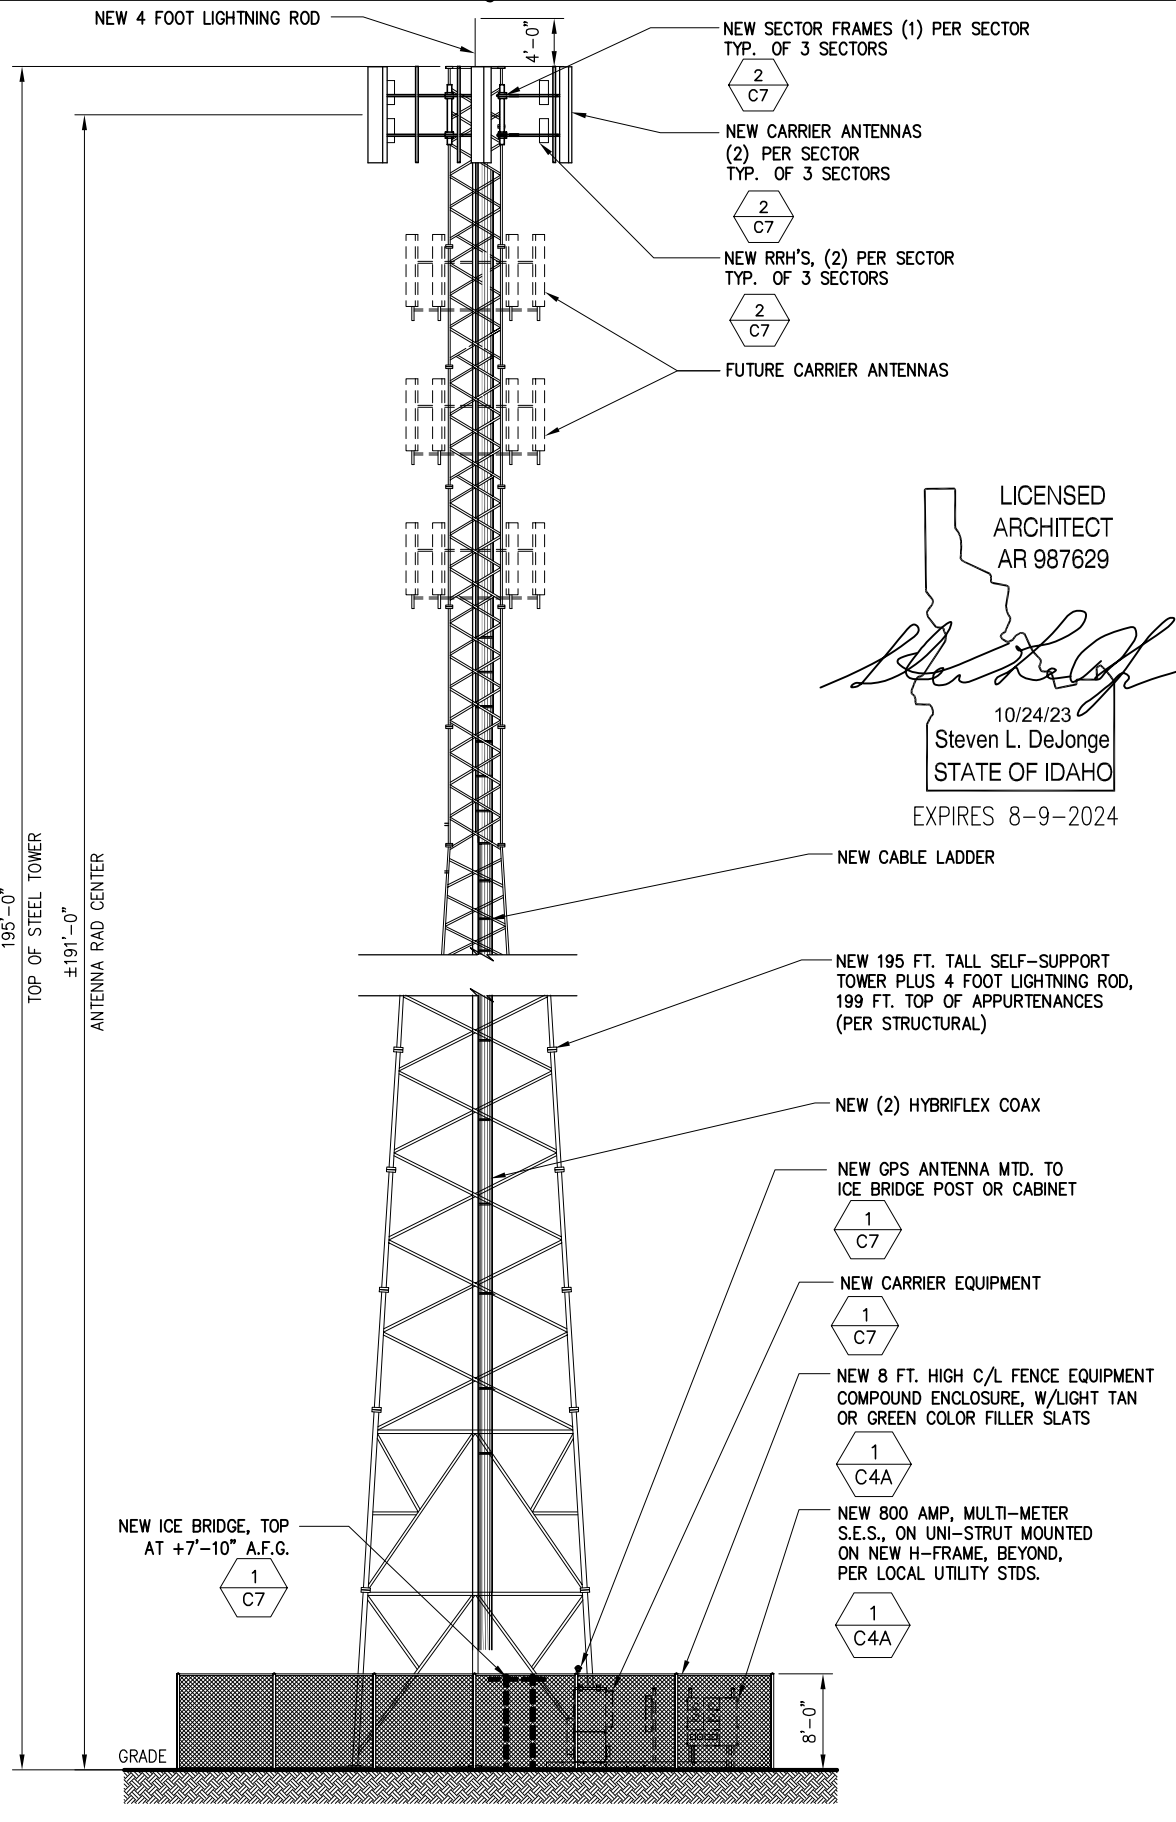 NEW 4 FOOT LIGHTNING ROD
4'-0"
NEW SECTOR FRAMES (1) PER SECTOR
TYP. OF 3 SECTORS
2
C7
NEW CARRIER ANTENNAS
(2) PER SECTOR
TYP. OF 3 SECTORS
2
C7
NEW RRH'S, (2) PER SECTOR
TYP. OF 3 SECTORS
2
C7
FUTURE CARRIER ANTENNAS
LICENSED
ARCHITECT
AR 987629
10/24/23
Steven L. DeJonge
STATE OF IDAHO
EXPIRES 8-9-2024
195'-0"
TOP OF STEEL TOWER
±191'-0"
ANTENNA RAD CENTER
NEW CABLE LADDER
NEW 195 FT. TALL SELF-SUPPORT
TOWER PLUS 4 FOOT LIGHTNING ROD,
199 FT. TOP OF APPURTENANCES
(PER STRUCTURAL)
NEW (2) HYBRIFLEX COAX
NEW GPS ANTENNA MTD. TO
ICE BRIDGE POST OR CABINET
1
C7
NEW CARRIER EQUIPMENT
1
C7
NEW 8 FT. HIGH C/L FENCE EQUIPMENT
COMPOUND ENCLOSURE, W/LIGHT TAN
OR GREEN COLOR FILLER SLATS
1
C4A
NEW 800 AMP, MULTI-METER
S.E.S., ON UNI-STRUT MOUNTED
ON NEW H-FRAME, BEYOND,
PER LOCAL UTILITY STDS.
1
C4A
NEW ICE BRIDGE, TOP
AT +7'-10" A.F.G.
1
C7
8'-0"
GRADE